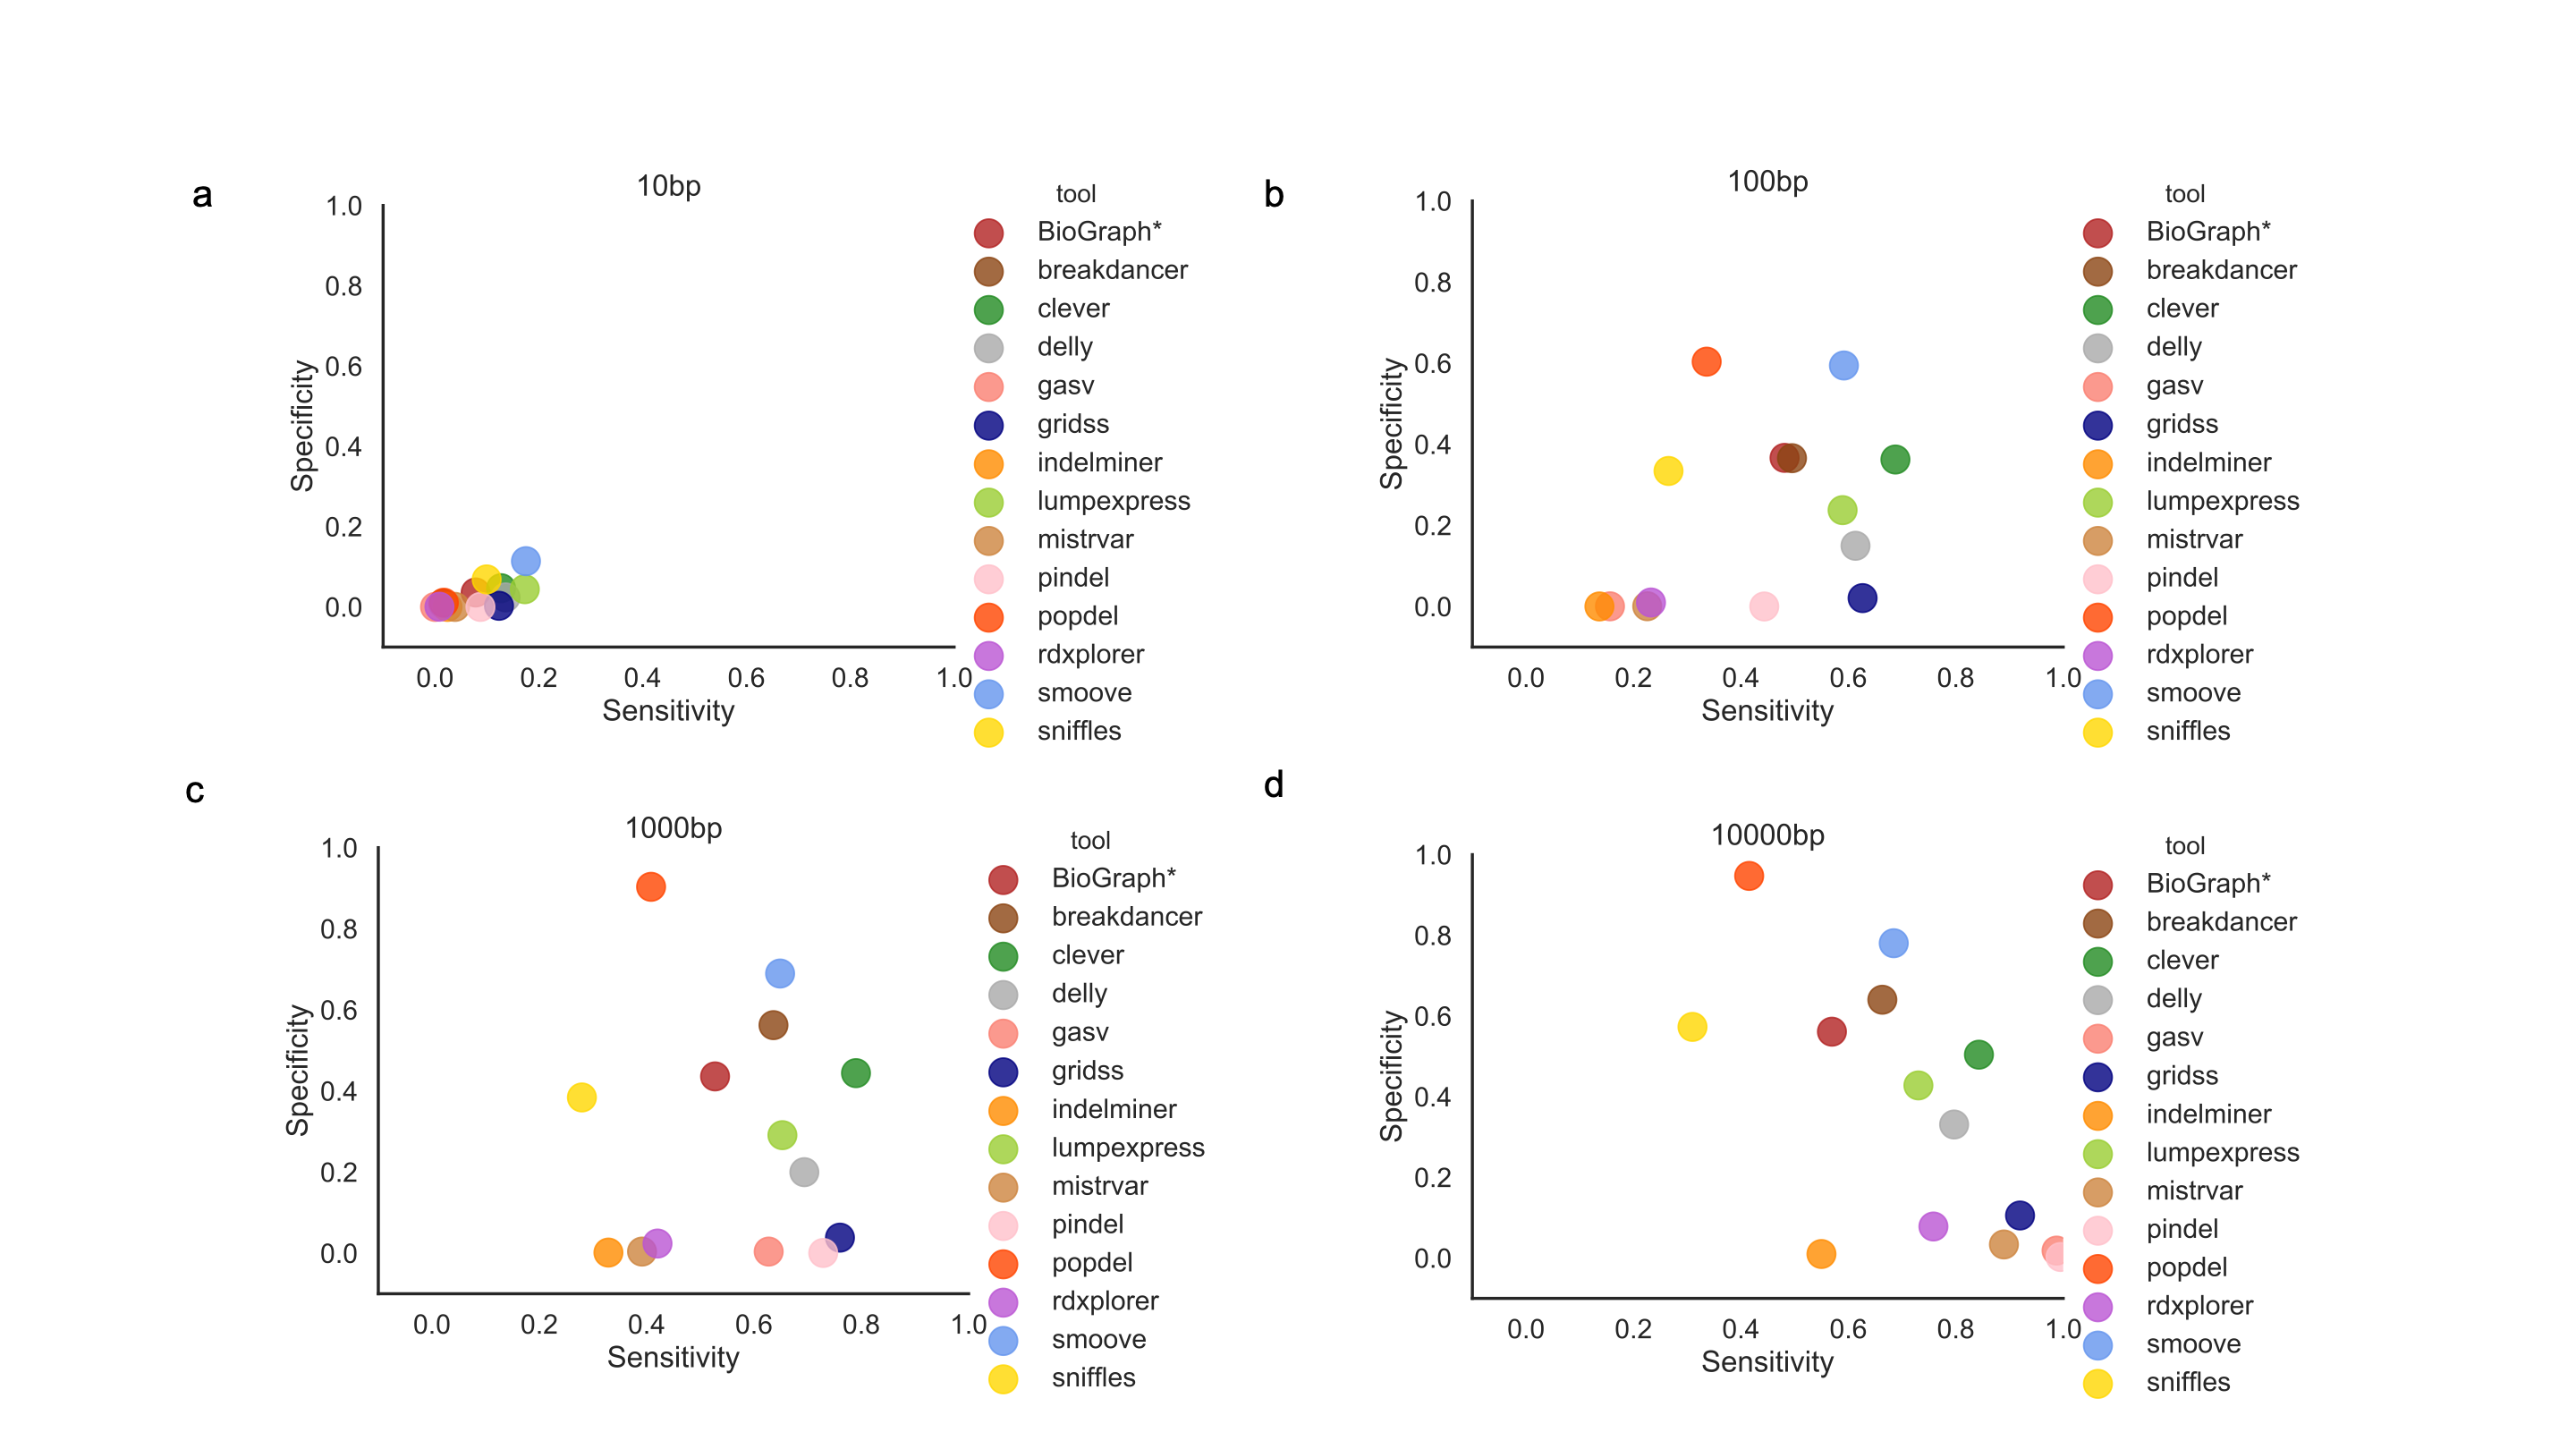 a
10bp
1.0
0.8
0.6
0.4
0.2
0.0
Specificity
0.0 0.2 0.4 0.6 0.8 1.0
Sensitivity
tool
BioGraph*
breakdancer
clever
delly
gasv
gridss
indelminer
lumpexpress
mistrvar
pindel
popdel
rdxplorer
smoove
sniffles
b
100bp
1.0
0.8
0.6
0.4
0.2
0.0
Specificity
0.0 0.2 0.4 0.6 0.8 1.0
Sensitivity
tool
BioGraph*
breakdancer
clever
delly
gasv
gridss
indelminer
lumpexpress
mistrvar
pindel
popdel
rdxplorer
smoove
sniffles
c
1000bp
1.0
0.8
0.6
0.4
0.2
0.0
Specificity
0.0 0.2 0.4 0.6 0.8 1.0
Sensitivity
tool
BioGraph*
breakdancer
clever
delly
gasv
gridss
indelminer
lumpexpress
mistrvar
pindel
popdel
rdxplorer
smoove
sniffles
d
10000bp
1.0
0.8
0.6
0.4
0.2
0.0
Specificity
0.0 0.2 0.4 0.6 0.8 1.0
Sensitivity
tool
BioGraph*
breakdancer
clever
delly
gasv
gridss
indelminer
lumpexpress
mistrvar
pindel
popdel
rdxplorer
smoove
sniffles